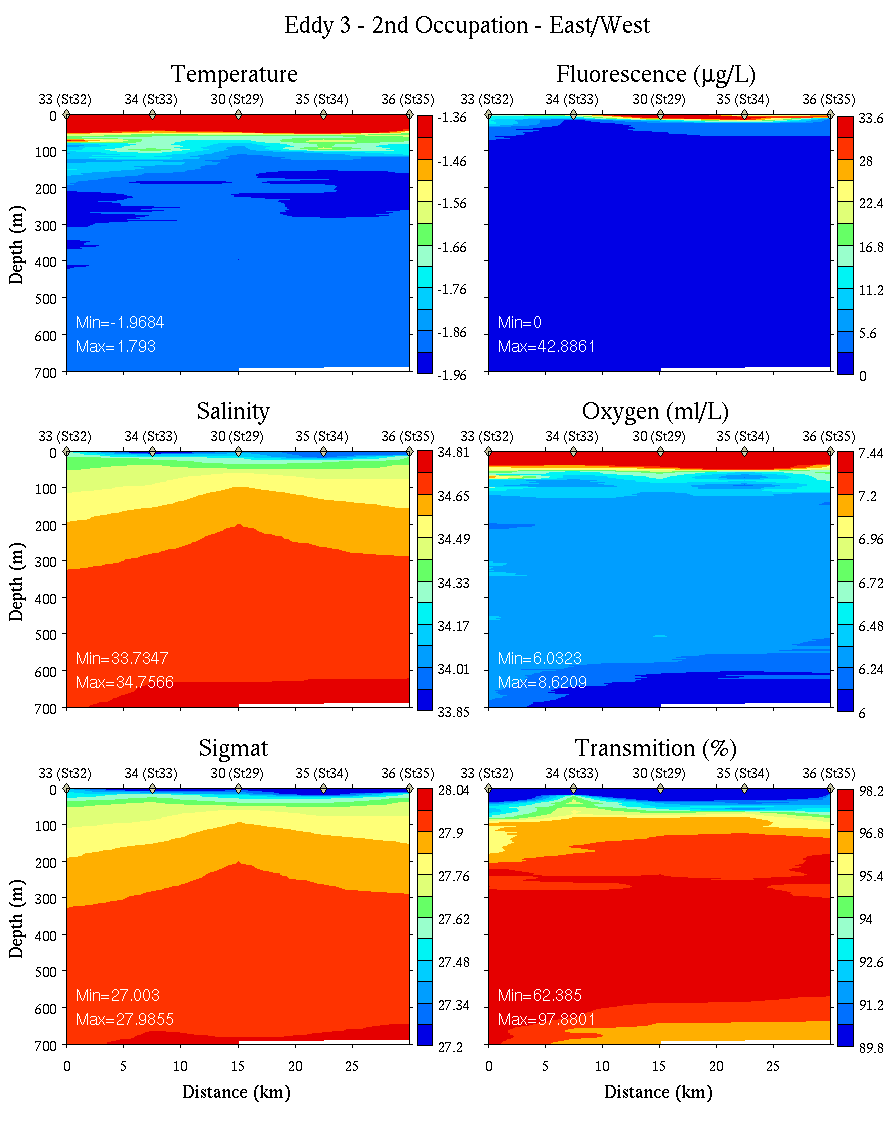 Eddy 3 - 2nd Occupation - East/West
Temperature
33 (St32) 34 (St33) 30 (St29) 35 (St34) 36 (St35)
Depth (m)
100
200
300
400
500
600
700
Min=-1.9684
Max=1.793
-1.36
-1.46
-1.56
-1.66
-1.76
-1.86
-1.96
Fluorescence (µg/L)
33 (St32) 34 (St33) 30 (St29) 35 (St34) 36 (St35)
Min=0
Max=42.8861
33.6
28
22.4
16.8
11.2
5.6
0
Salinity
33 (St32) 34 (St33) 30 (St29) 35 (St34) 36 (St35)
Depth (m)
100
200
300
400
500
600
700
Min=33.7347
Max=34.7566
34.81
34.65
34.49
34.33
34.17
34.01
33.85
Oxygen (ml/L)
33 (St32) 34 (St33) 30 (St29) 35 (St34) 36 (St35)
Min=6.0323
Max=8.6209
7.44
7.2
6.96
6.72
6.48
6.24
6
Sigmat
33 (St32) 34 (St33) 30 (St29) 35 (St34) 36 (St35)
Depth (m)
100
200
300
400
500
600
700
Min=27.003
Max=27.9855
28.04
27.9
27.76
27.62
27.48
27.34
27.2
0 5 10 15 20 25
Distance (km)
Transmition (%)
33 (St32) 34 (St33) 30 (St29) 35 (St34) 36 (St35)
Min=62.385
Max=97.8801
98.2
96.8
95.4
94
92.6
91.2
89.8
0 5 10 15 20 25
Distance (km)